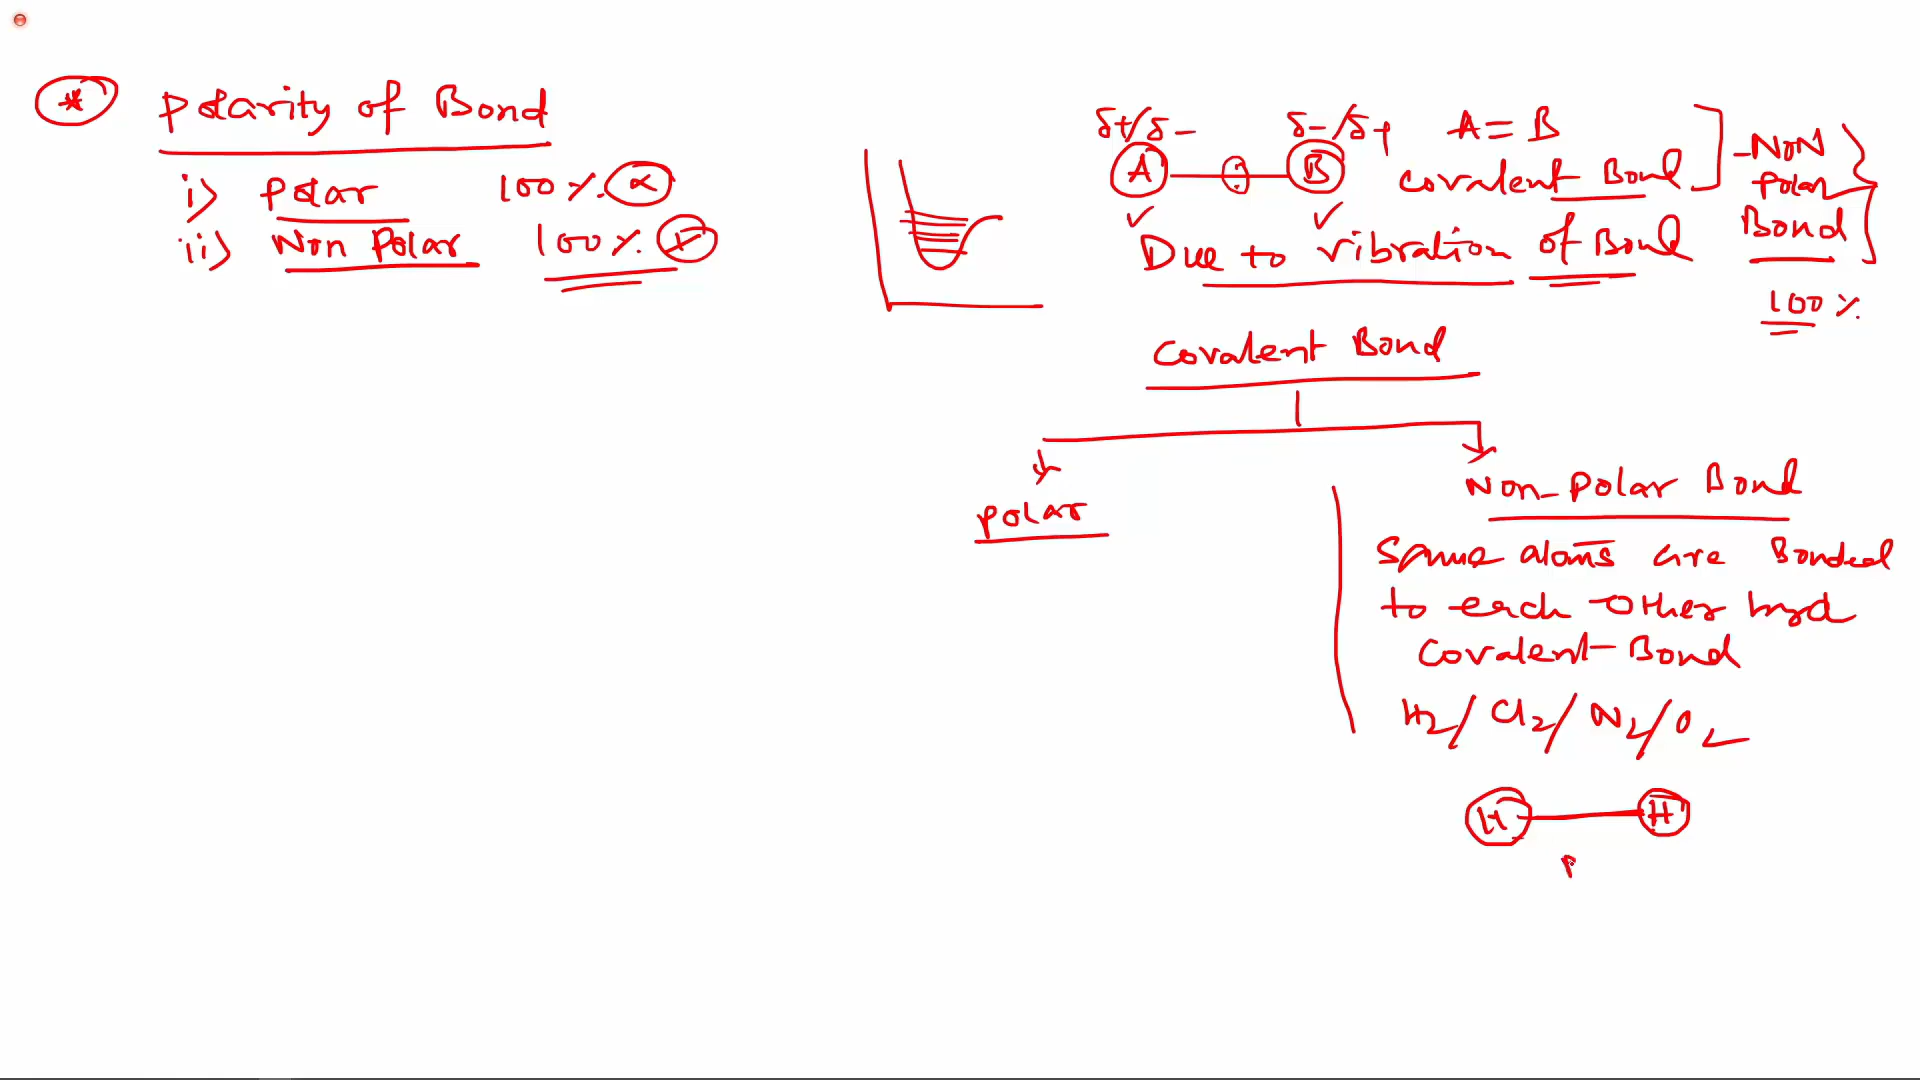 * Polarity of Bond
i) Polar 100%
ii) Non Polar 100%
δ+/δ- δ-/δ+ A = B
A : B Covalent Bond
Due to vibration of Bond
-Non
Polar
Bond
100%
Covalent Bond
Polar
Non-Polar Bond
Same atoms are Bonded
to each other
Covalent-Bond
H2/Cl2/N2/O2
H H